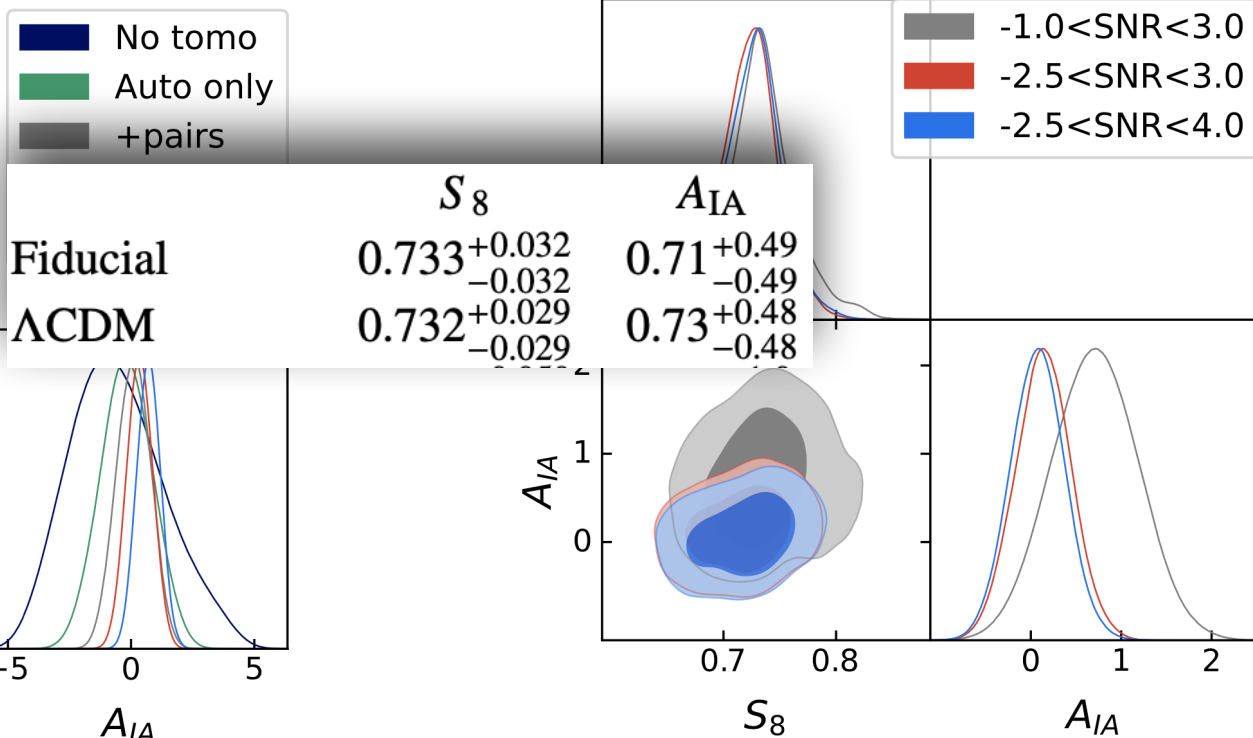 No tomo
Auto only
+pairs
-1.0<SNR<3.0
-2.5<SNR<3.0
-2.5<SNR<4.0
S8 AIA
Fiducial 0.733+0.032−0.032 0.71+0.49−0.49
ΛCDM 0.732+0.029−0.029 0.73+0.48−0.48
2
1
0
AIA
-5 0 5
AIA
0.7 0.8
S8
0 1 2
AIA